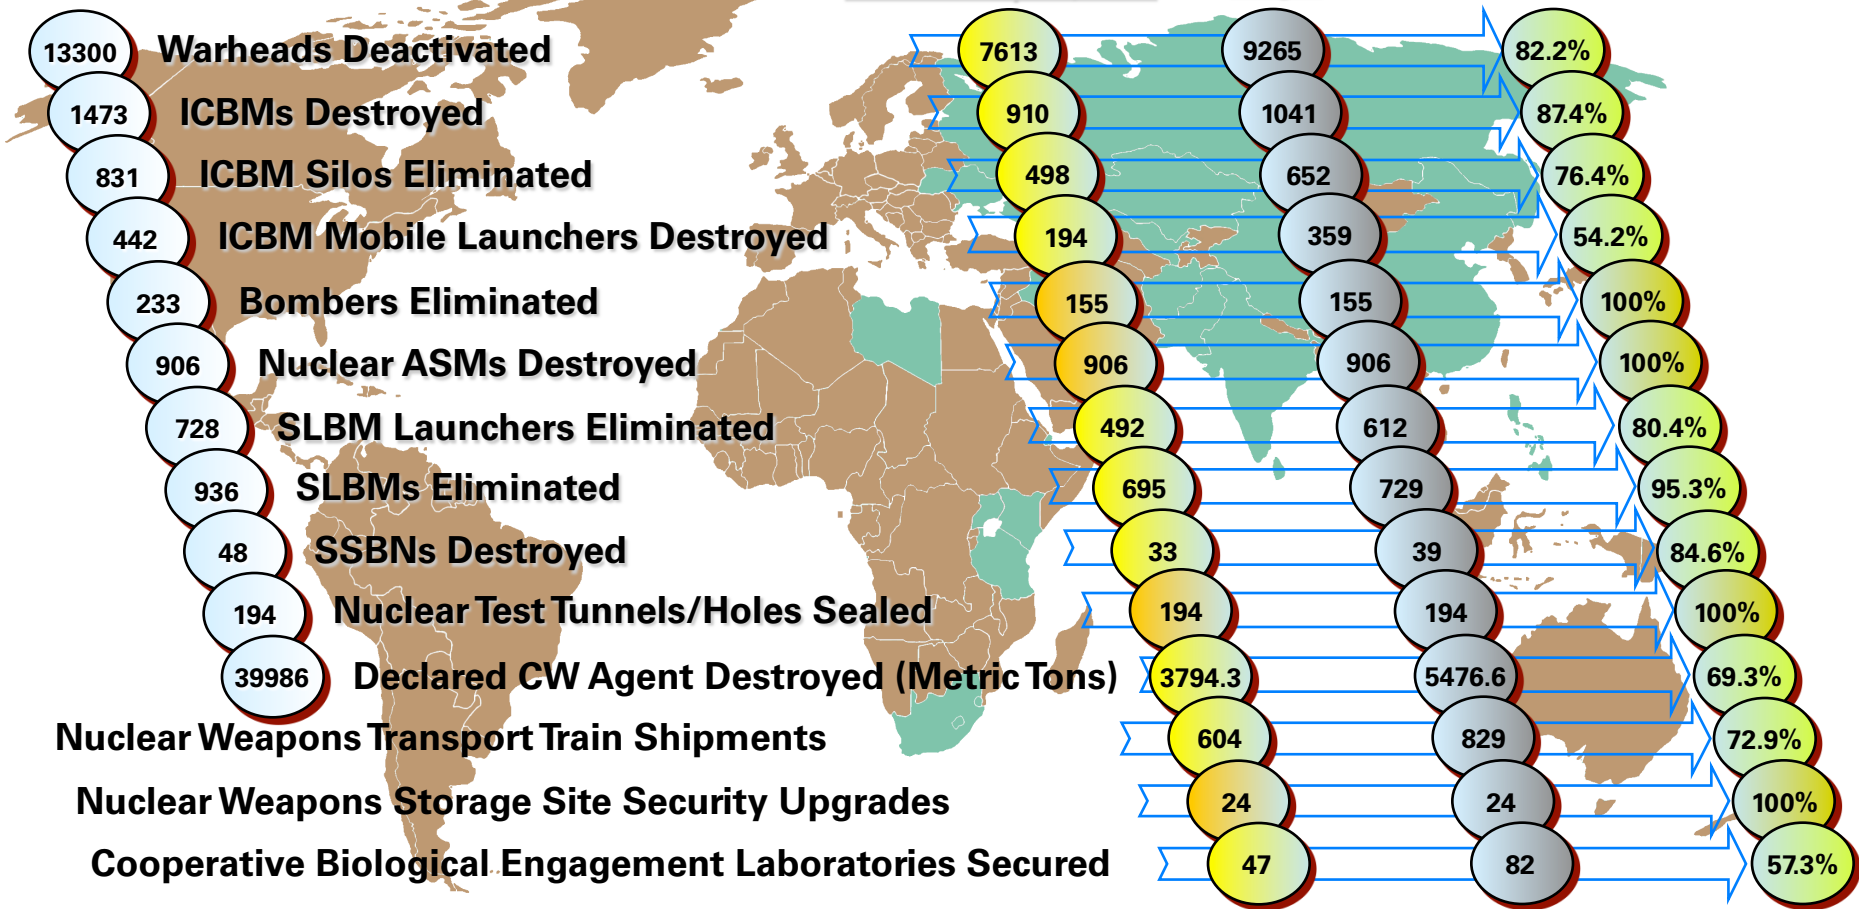 13300 Warheads Deactivated 7613 9265 82.2%
1473 ICBMs Destroyed 910 1041 87.4%
831 ICBM Silos Eliminated 498 652 76.4%
442 ICBM Mobile Launchers Destroyed 194 359 54.2%
233 Bombers Eliminated 155 155 100%
906 Nuclear ASMs Destroyed 906 906 100%
728 SLBM Launchers Eliminated 492 612 80.4%
936 SLBMs Eliminated 695 729 95.3%
48 SSBNs Destroyed 33 39 84.6%
194 Nuclear Test Tunnels/Holes Sealed 194 194 100%
39986 Declared CW Agent Destroyed (Metric Tons) 3794.3 5476.6 69.3%
Nuclear Weapons Transport Train Shipments 604 829 72.9%
Nuclear Weapons Storage Site Security Upgrades 24 24 100%
Cooperative Biological Engagement Laboratories Secured 47 82 57.3%